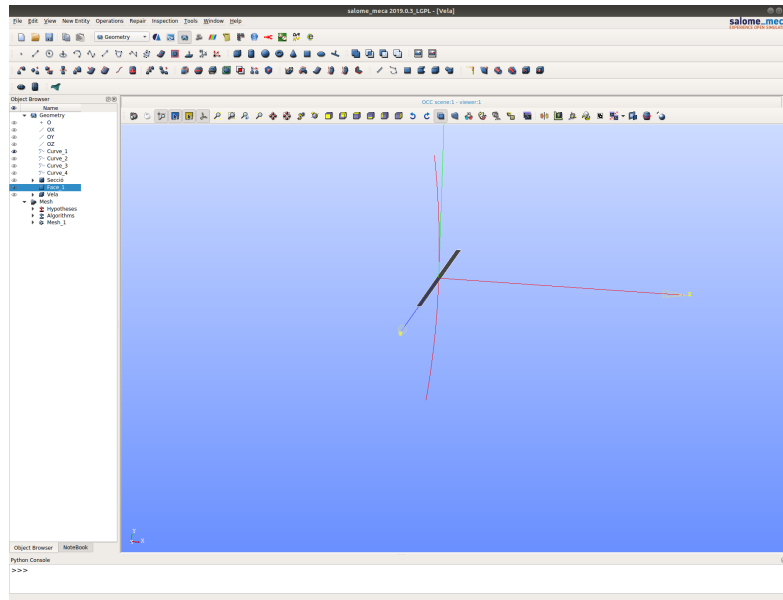 salome_meca 2019.0.3_LGPL - [Vela]
File Edit View New Entity Operations Repair Inspection Tools Window Help
salome_meca
Geometry
Object Browser
OCC scene:1 - viewer:1
Name
Geometry
O
OX
OY
OZ
Curve_1
Curve_2
Curve_3
Curve_4
Secció
Face_1
Vela
Mesh
Hypotheses
Algorithms
Mesh_1
X
Object Browser NoteBook
Python Console
>>>